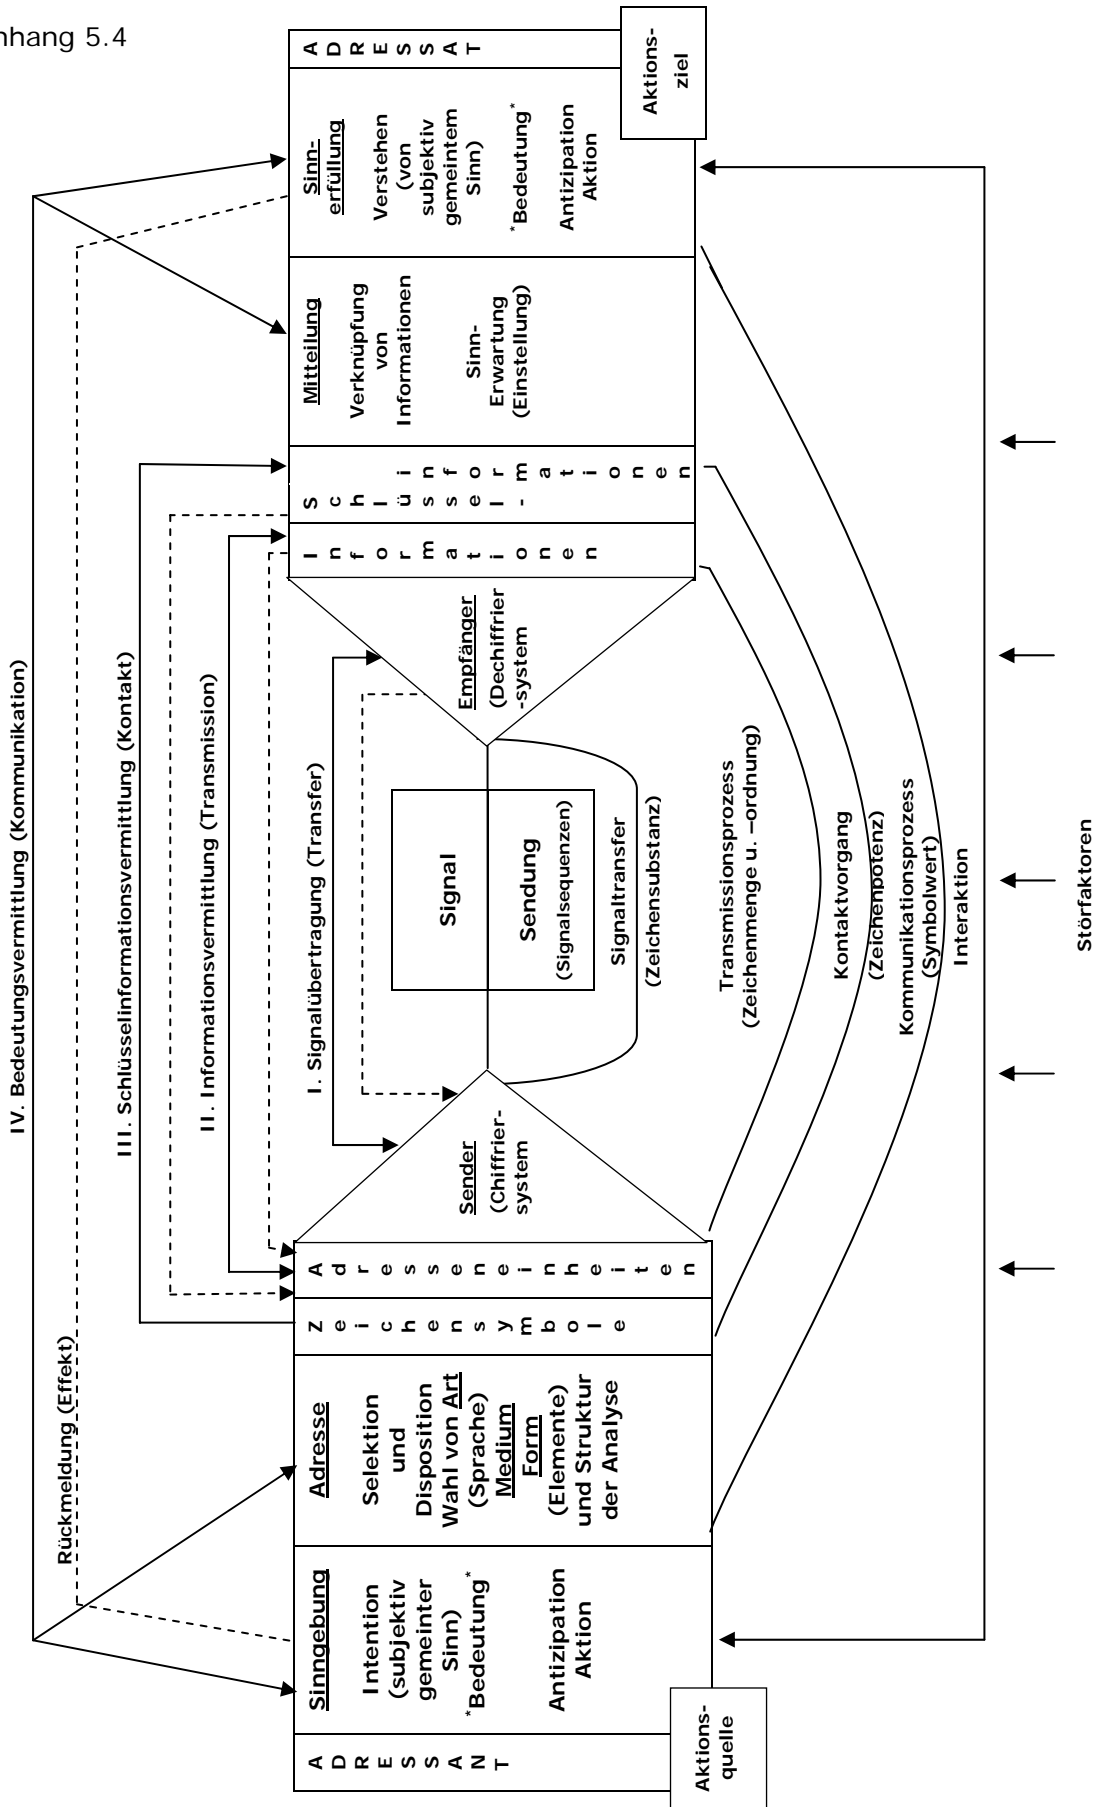 nhang 5.4
IV. Bedeutungsvermittlung (Kommunikation)
Rückmeldung (Effekt)
III. Schlüsselinformationsvermittlung (Kontakt)
II. Informationsvermittlung (Transmission)
I. Signalübertragung (Transfer)
ADRESSANT
Sinngebung
Intention
(subjektiv
gemeinter
Sinn)
*Bedeutung*
Antizipation
Aktion
Aktions-
quelle
Adresse
Selektion
und
Disposition
Wahl von Art
(Sprache)
Medium
Form
(Elemente)
und Struktur
der Analyse
Zeichensymbole
Adresseneinheiten
Sender
(Chiffrier-
system
Signal
Sendung
(Signalsequenzen)
Signaltransfer
(Zeichensubstanz)
Empfänger
(Dechiffrier
-system
Informationen
Schlüssel-
informationen
Mitteilung
Verknüpfung
von
Informationen
Sinn-
Erwartung
(Einstellung)
Sinn-
erfüllung
Verstehen
(von
subjektiv
gemeintem
Sinn)
*Bedeutung*
Antizipation
Aktion
ADRESSAT
Aktions-
ziel
Transmissionsprozess
(Zeichenmenge u. –ordnung)
Kontaktvorgang
(Zeichenpotenz)
Kommunikationsprozess
(Symbolwert)
Interaktion
Störfaktoren